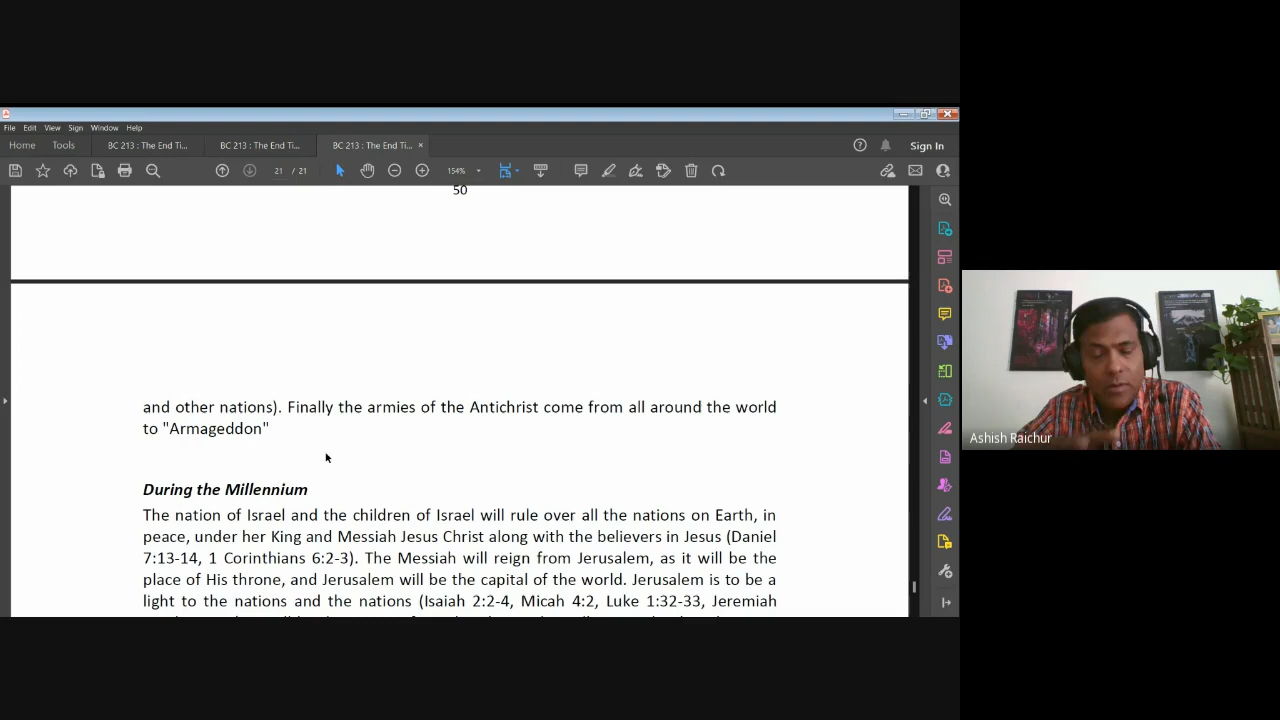 File Edit View Sign Window Help
Home Tools BC 213 : The End Ti... BC 213 : The End Ti... BC 213 : The End Ti... × Sign In
21 / 21 154%
50
and other nations). Finally the armies of the Antichrist come from all around the world
to "Armageddon"
During the Millennium
The nation of Israel and the children of Israel will rule over all the nations on Earth, in
peace, under her King and Messiah Jesus Christ along with the believers in Jesus (Daniel
7:13-14, 1 Corinthians 6:2-3). The Messiah will reign from Jerusalem, as it will be the
place of His throne, and Jerusalem will be the capital of the world. Jerusalem is to be a
light to the nations and the nations (Isaiah 2:2-4, Micah 4:2, Luke 1:32-33, Jeremiah
Ashish Raichur